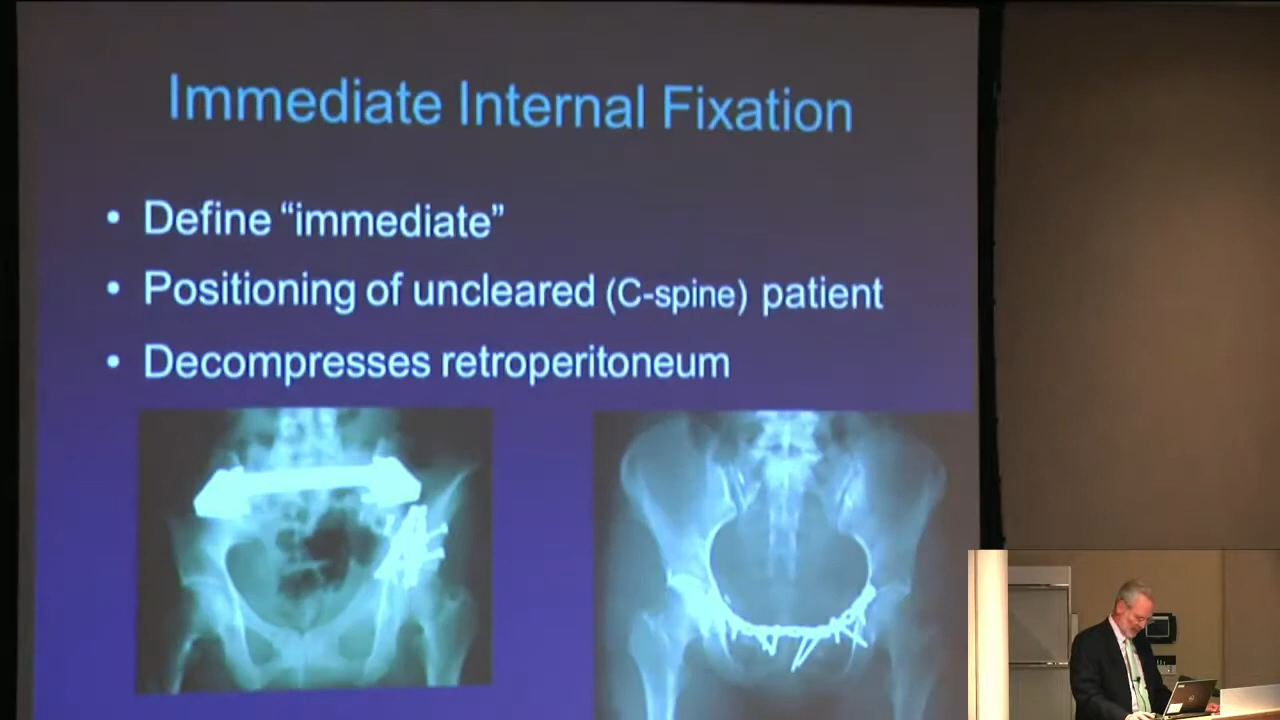 Immediate Internal Fixation
• Define “immediate”
• Positioning of uncleared (C-spine) patient
• Decompresses retroperitoneum